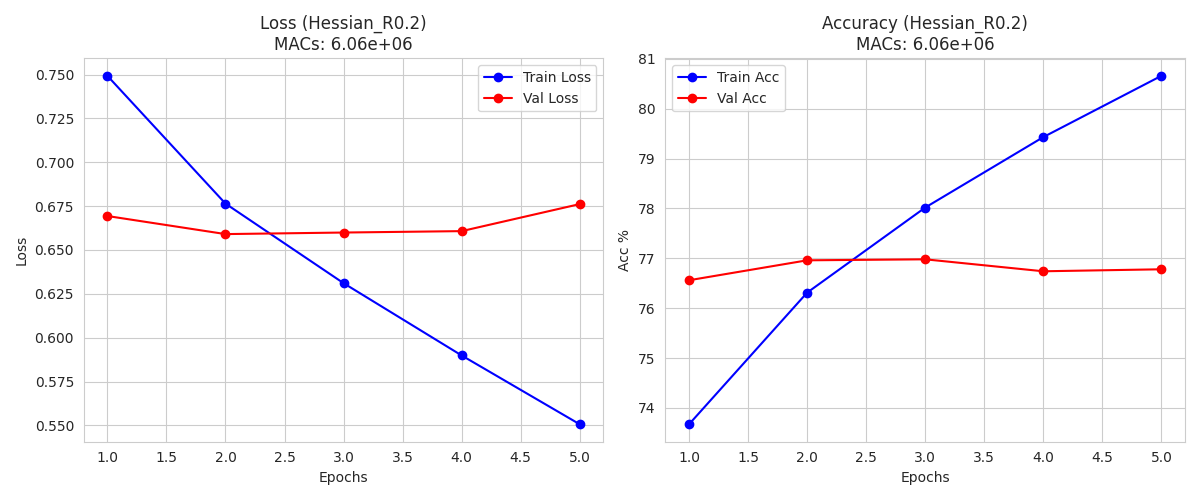 Loss (Hessian_R0.2)
MACs: 6.06e+06
Train Loss
Val Loss
0.750
0.725
0.700
0.675
0.650
0.625
0.600
0.575
0.550
Loss
1.0 1.5 2.0 2.5 3.0 3.5 4.0 4.5 5.0
Epochs
Accuracy (Hessian_R0.2)
MACs: 6.06e+06
Train Acc
Val Acc
81
80
79
78
77
76
75
74
Acc %
1.0 1.5 2.0 2.5 3.0 3.5 4.0 4.5 5.0
Epochs